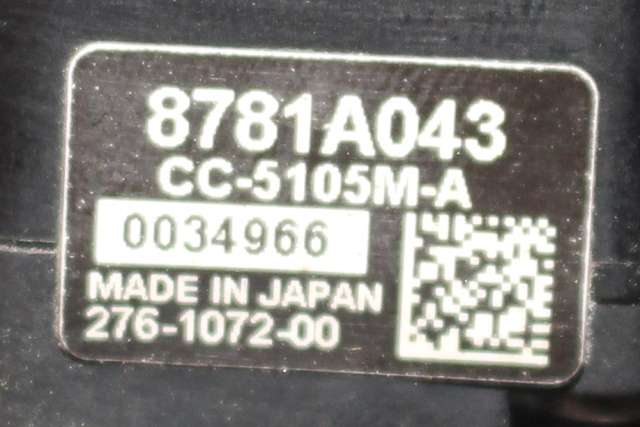 8781A043
CC-5105M-A
0034966
MADE IN JAPAN
276-1072-00